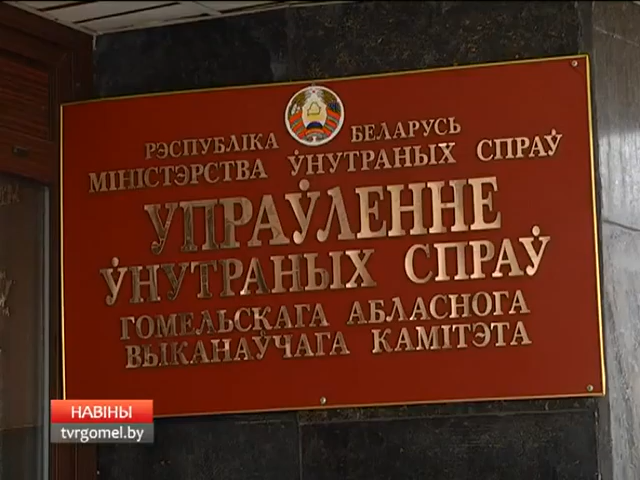 РЭСПУБЛІКА БЕЛАРУСЬ
МІНІСТЭРСТВА ЎНУТРАНЫХ СПРАЎ
УПРАЎЛЕННЕ
ЎНУТРАНЫХ СПРАЎ
ГОМЕЛЬСКАГА АБЛАСНОГА
ВЫКАНАЎЧАГА КАМІТЭТА
НАВІНЫ
tvrgomel.by